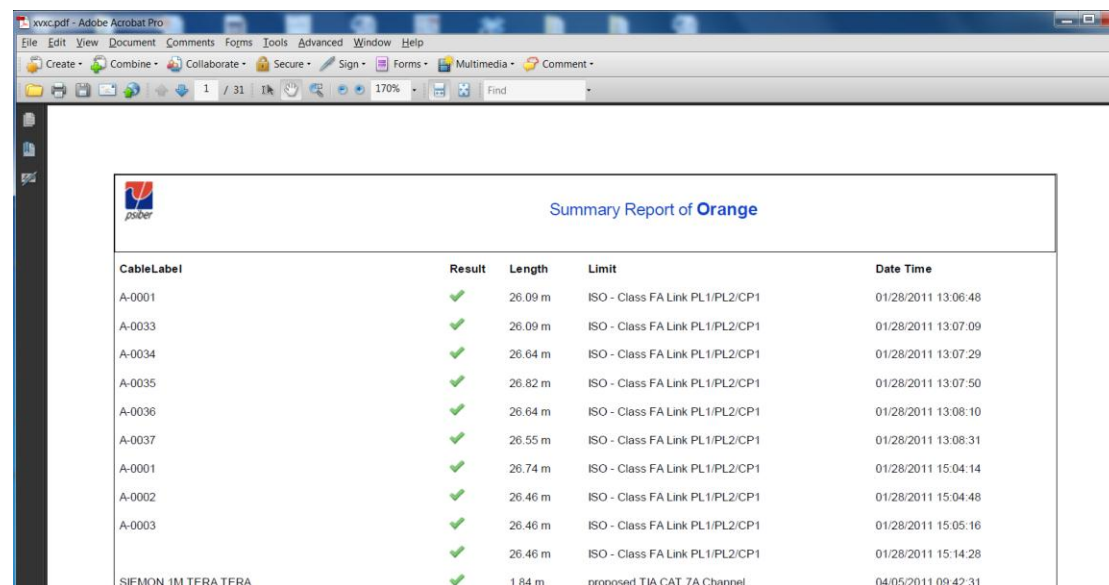 xvxc.pdf - Adobe Acrobat Pro
File Edit View Document Comments Forms Tools Advanced Window Help
Create Combine Collaborate Secure Sign Forms Multimedia Comment
1 / 31 170% Find
psiber
Summary Report of Orange
CableLabel Result Length Limit Date Time
A-0001 26.09 m ISO - Class FA Link PL1/PL2/CP1 01/28/2011 13:06:48
A-0033 26.09 m ISO - Class FA Link PL1/PL2/CP1 01/28/2011 13:07:09
A-0034 26.64 m ISO - Class FA Link PL1/PL2/CP1 01/28/2011 13:07:29
A-0035 26.82 m ISO - Class FA Link PL1/PL2/CP1 01/28/2011 13:07:50
A-0036 26.64 m ISO - Class FA Link PL1/PL2/CP1 01/28/2011 13:08:10
A-0037 26.55 m ISO - Class FA Link PL1/PL2/CP1 01/28/2011 13:08:31
A-0001 26.74 m ISO - Class FA Link PL1/PL2/CP1 01/28/2011 15:04:14
A-0002 26.46 m ISO - Class FA Link PL1/PL2/CP1 01/28/2011 15:04:48
A-0003 26.46 m ISO - Class FA Link PL1/PL2/CP1 01/28/2011 15:05:16
26.46 m ISO - Class FA Link PL1/PL2/CP1 01/28/2011 15:14:28
SIEMON 1M TERA TERA 1.84 m proposed TIA CAT 7A Channel 04/05/2011 09:42:31